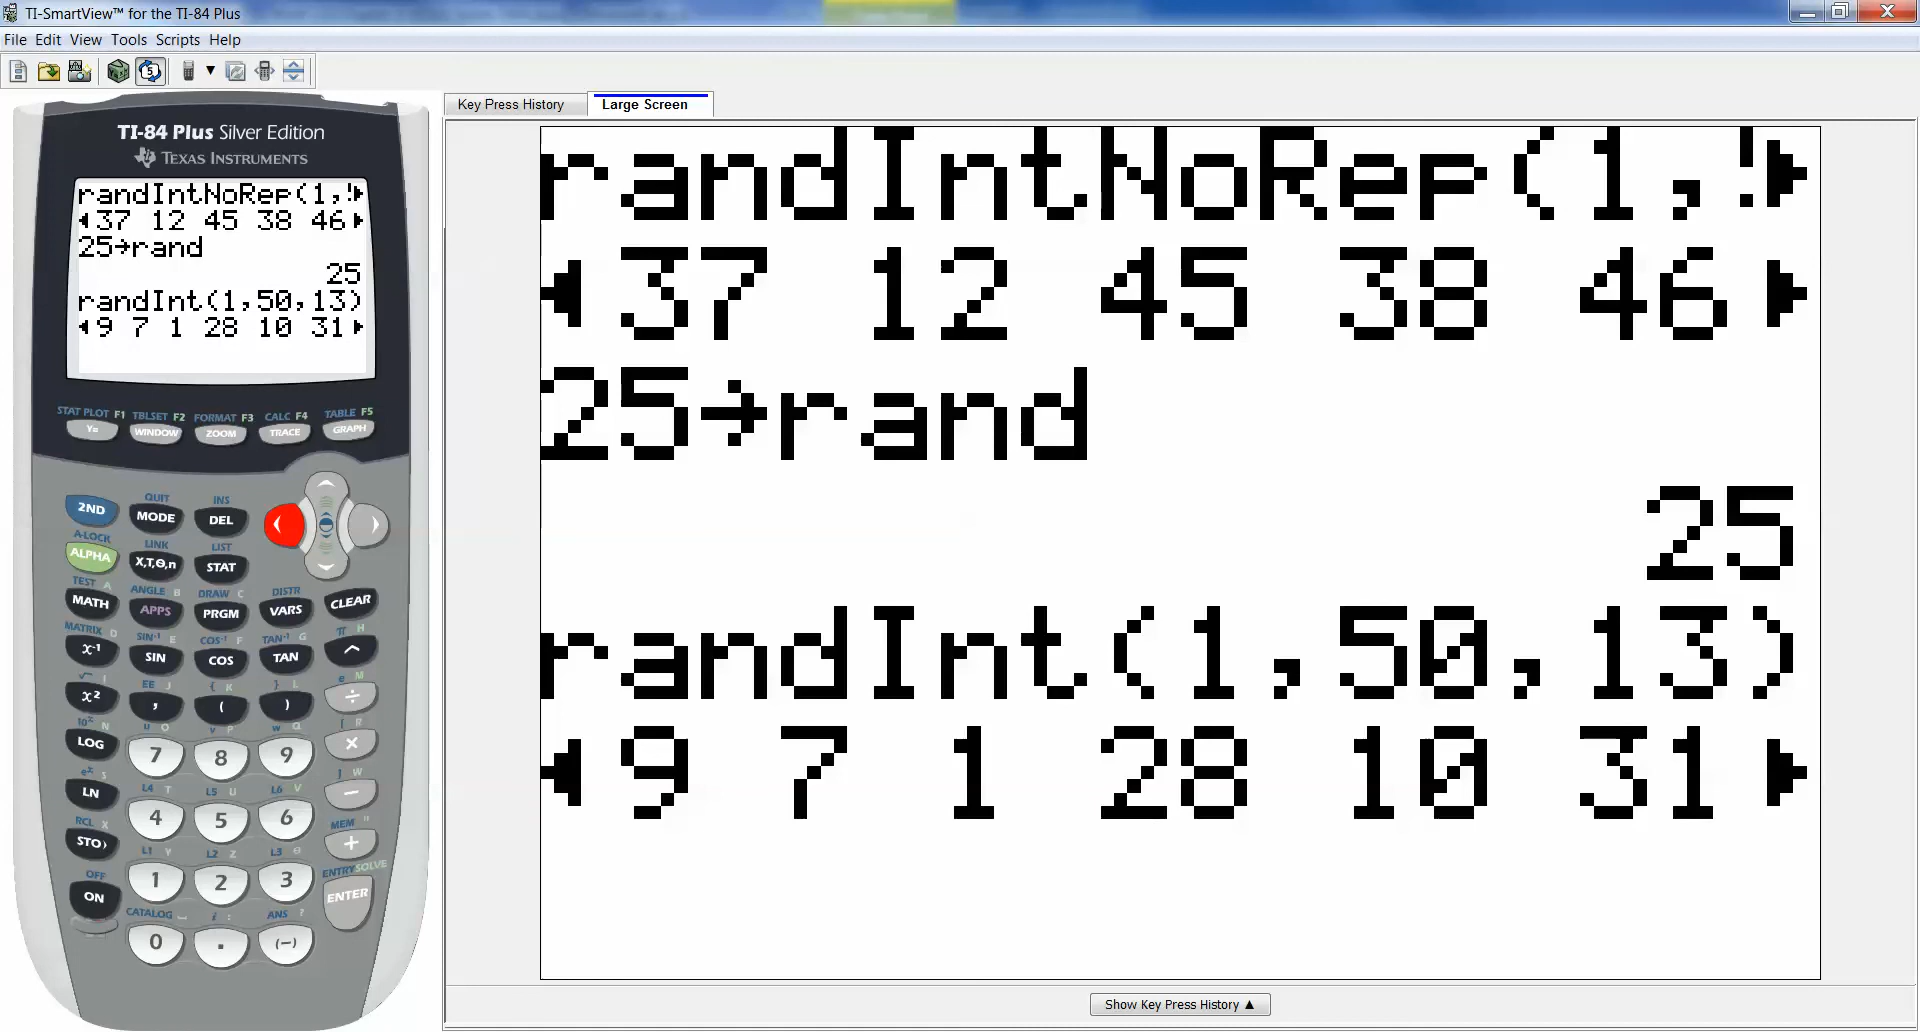 TI-SmartView™ for the TI-84 Plus
File Edit View Tools Scripts Help
Key Press History Large Screen
TI-84 Plus Silver Edition
TEXAS INSTRUMENTS
randIntNoRep(1,
37 12 45 38 46
25→rand
25
randInt(1,50,13)
9 7 1 28 10 31
STAT PLOT F1 TBLSET F2 FORMAT F3 CALC F4 TABLE F5
Y= WINDOW ZOOM TRACE GRAPH
QUIT INS
2ND MODE DEL
A-LOCK LINK LIST
ALPHA X,T,Θ,n STAT
TEST A ANGLE B DRAW C DISTR
MATH APPS PRGM VARS CLEAR
MATRIX D SIN⁻¹ E COS⁻¹ F TAN⁻¹ G π H
x⁻¹ SIN COS TAN ^
√ I EE J { K } L e M
x² , ( ) ÷
10ˣ N u O v P w Q [ R
LOG 7 8 9 ×
eˣ S L4 T L5 U L6 V ] W
LN 4 5 6 −
RCL X L1 Y L2 Z L3 θ MEM "
STO› 1 2 3 +
OFF CATALOG i : ANS ? ENTRY SOLVE
ON 0 . (−) ENTER
randIntNoRep(1,
37 12 45 38 46
25→rand
25
randInt(1,50,13)
9 7 1 28 10 31
Show Key Press History ▲